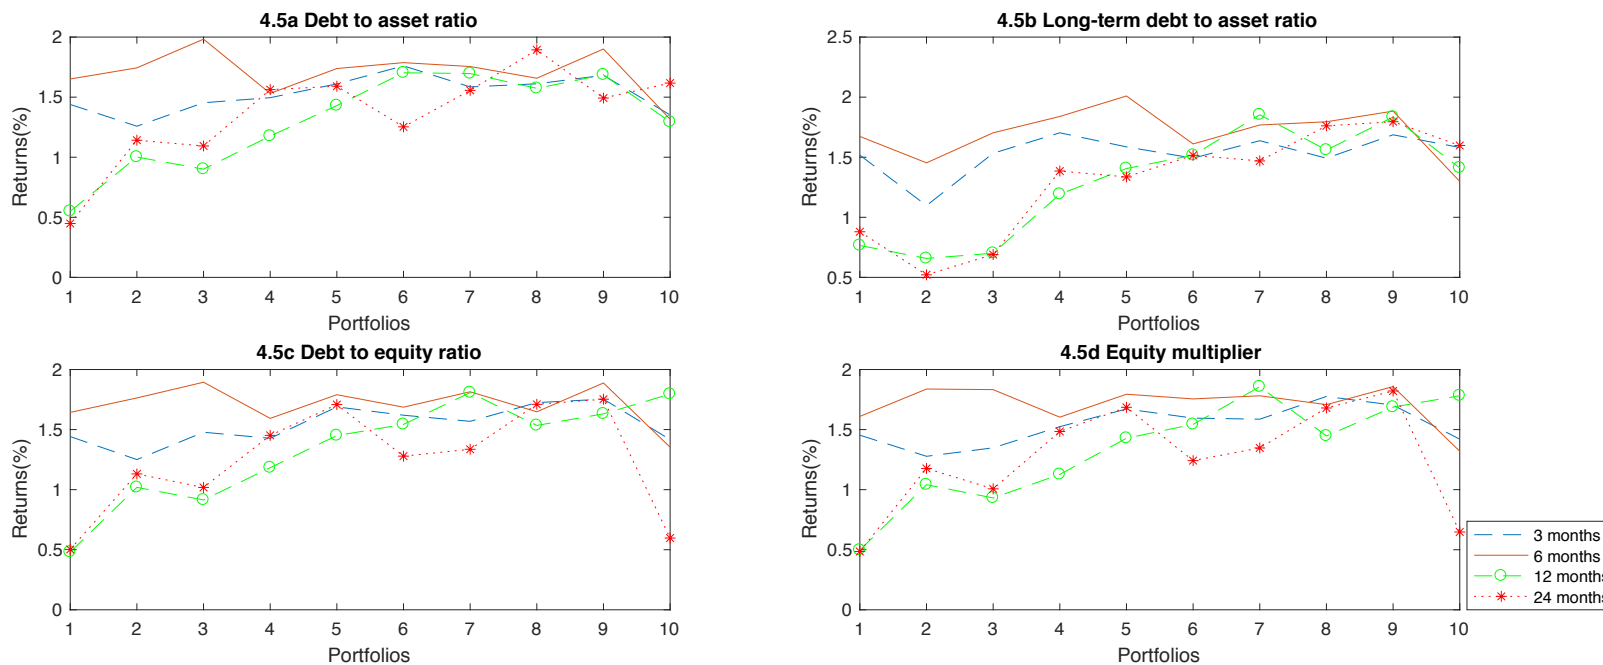 4.5a Debt to asset ratio
2
1.5
1
0.5
0
Returns(%)
1 2 3 4 5 6 7 8 9 10
Portfolios
4.5b Long-term debt to asset ratio
2.5
2
1.5
1
0.5
Returns(%)
1 2 3 4 5 6 7 8 9 10
Portfolios
4.5c Debt to equity ratio
2
1.5
1
0.5
0
Returns(%)
1 2 3 4 5 6 7 8 9 10
Portfolios
4.5d Equity multiplier
2
1.5
1
0.5
0
Returns(%)
1 2 3 4 5 6 7 8 9 10
Portfolios
3 months
6 months
12 months
24 months